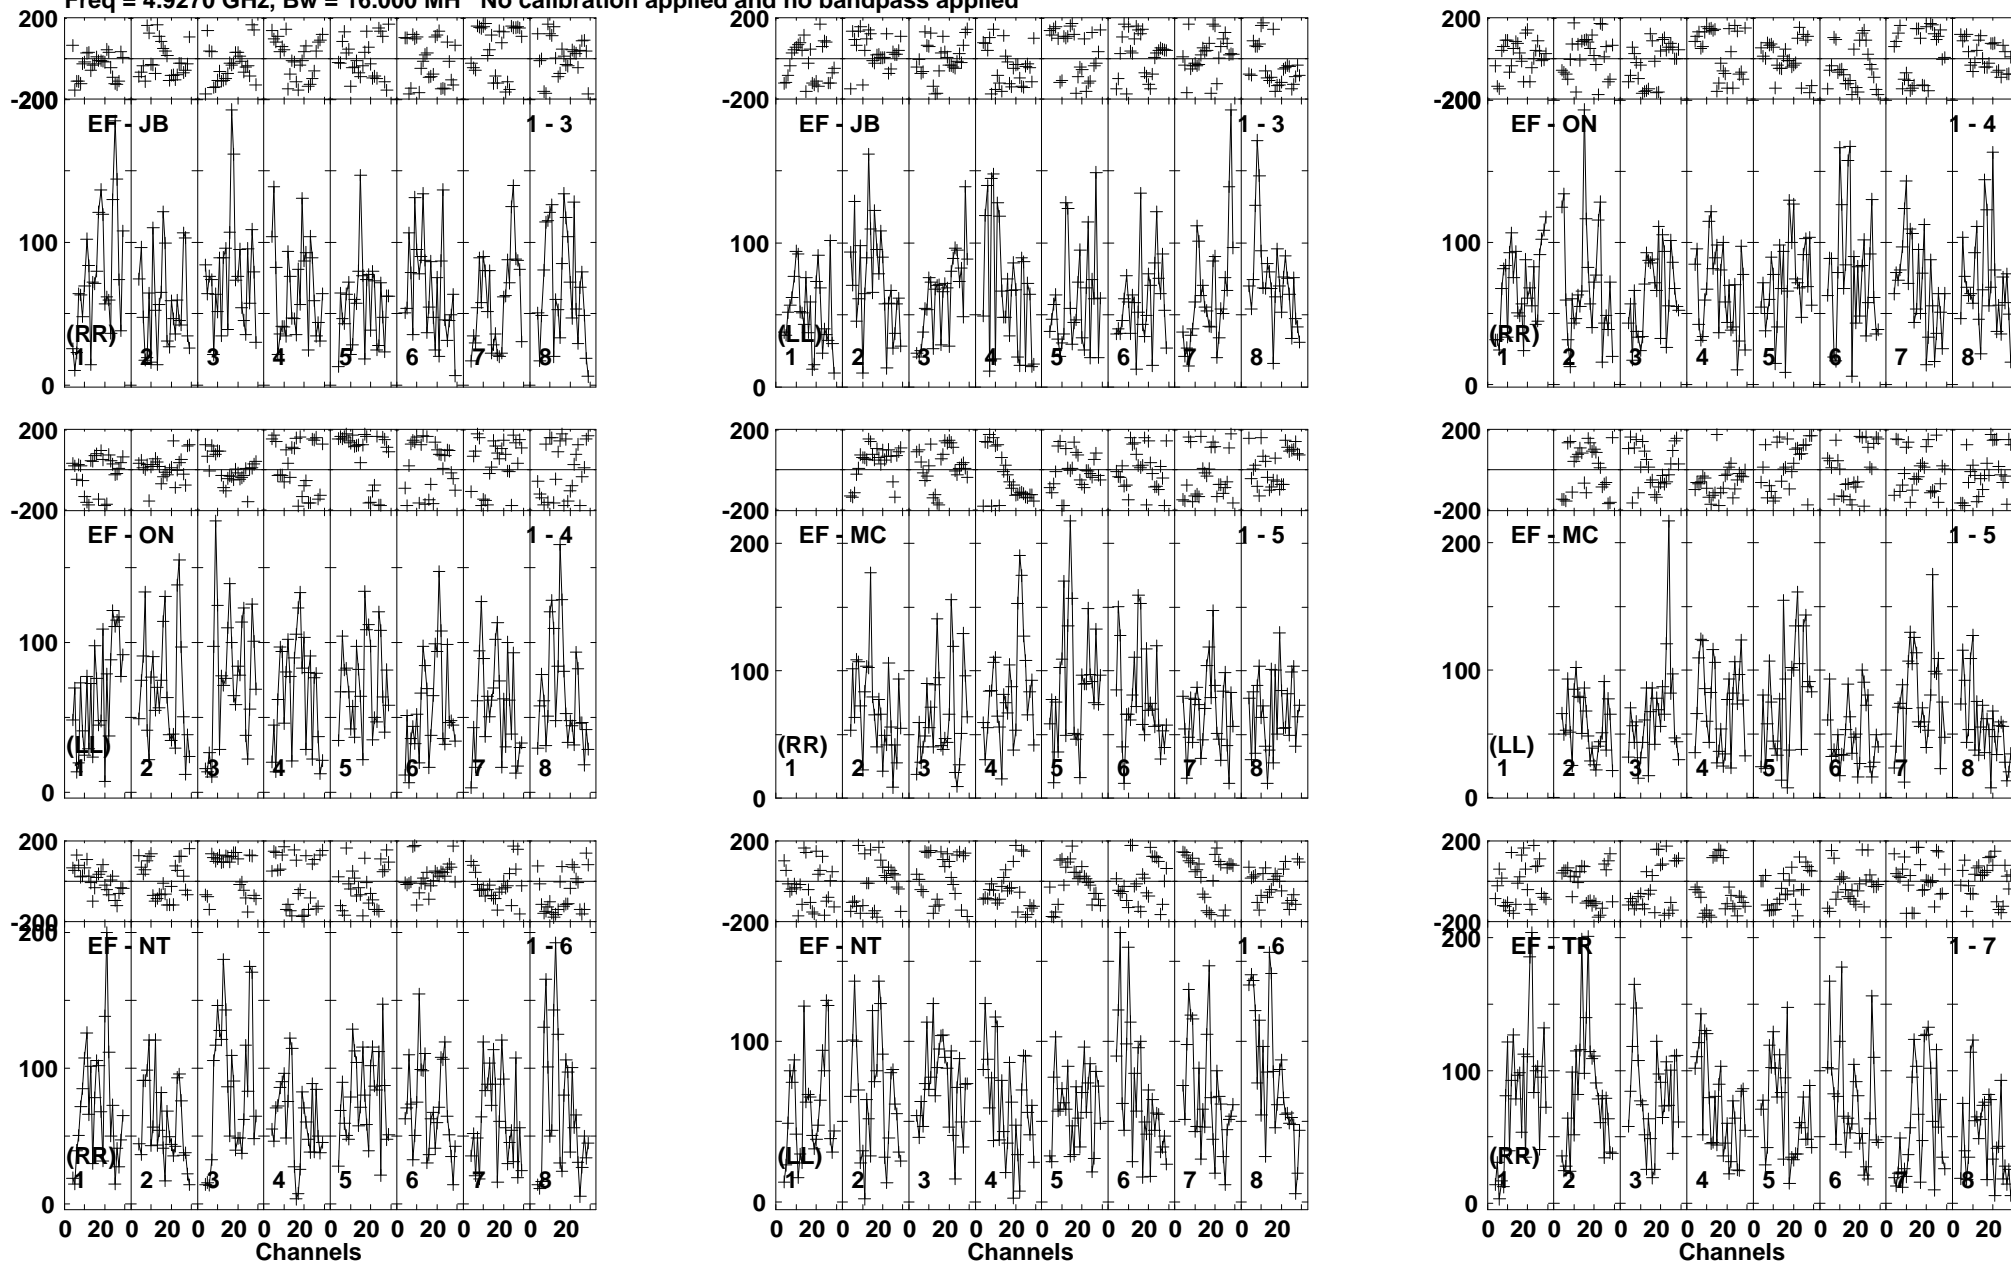 Freq = 4.9270 GHz, Bw = 16.000 MH No calibration applied and no bandpass applied
200 200 200
-200 -200 -200
EF - JB 1 - 3 EF - JB 1 - 3 EF - ON 1 - 4
200
100 100 100
(RR) (LL) (RR)
1 2 3 4 5 6 7 8 1 2 3 4 5 6 7 8 1 2 3 4 5 6 7 8
0 0 0
200 200 200
-200 -200 -200
EF - ON 1 - 4 EF - MC 1 - 5 EF - MC 1 - 5
200 200
100 100 100
(LL) (RR) (LL)
1 2 3 4 5 6 7 8 1 2 3 4 5 6 7 8 1 2 3 4 5 6 7 8
0 0 0
200 200 200
-200 -200 -200
200 EF - NT 1 - 6 EF - NT 1 - 6 200 EF - TR 1 - 7
100 100 100
(RR) (LL) (RR)
1 2 3 4 5 6 7 8 1 2 3 4 5 6 7 8 1 2 3 4 5 6 7 8
0 0 0
0 20 0 20 0 20 0 20 0 20 0 20 0 20 0 20 0 20 0 20 0 20 0 20 0 20 0 20 0 20 0 20 0 20 0 20 0 20 0 20 0 20 0 20 0 20 0 20
Channels Channels Channels